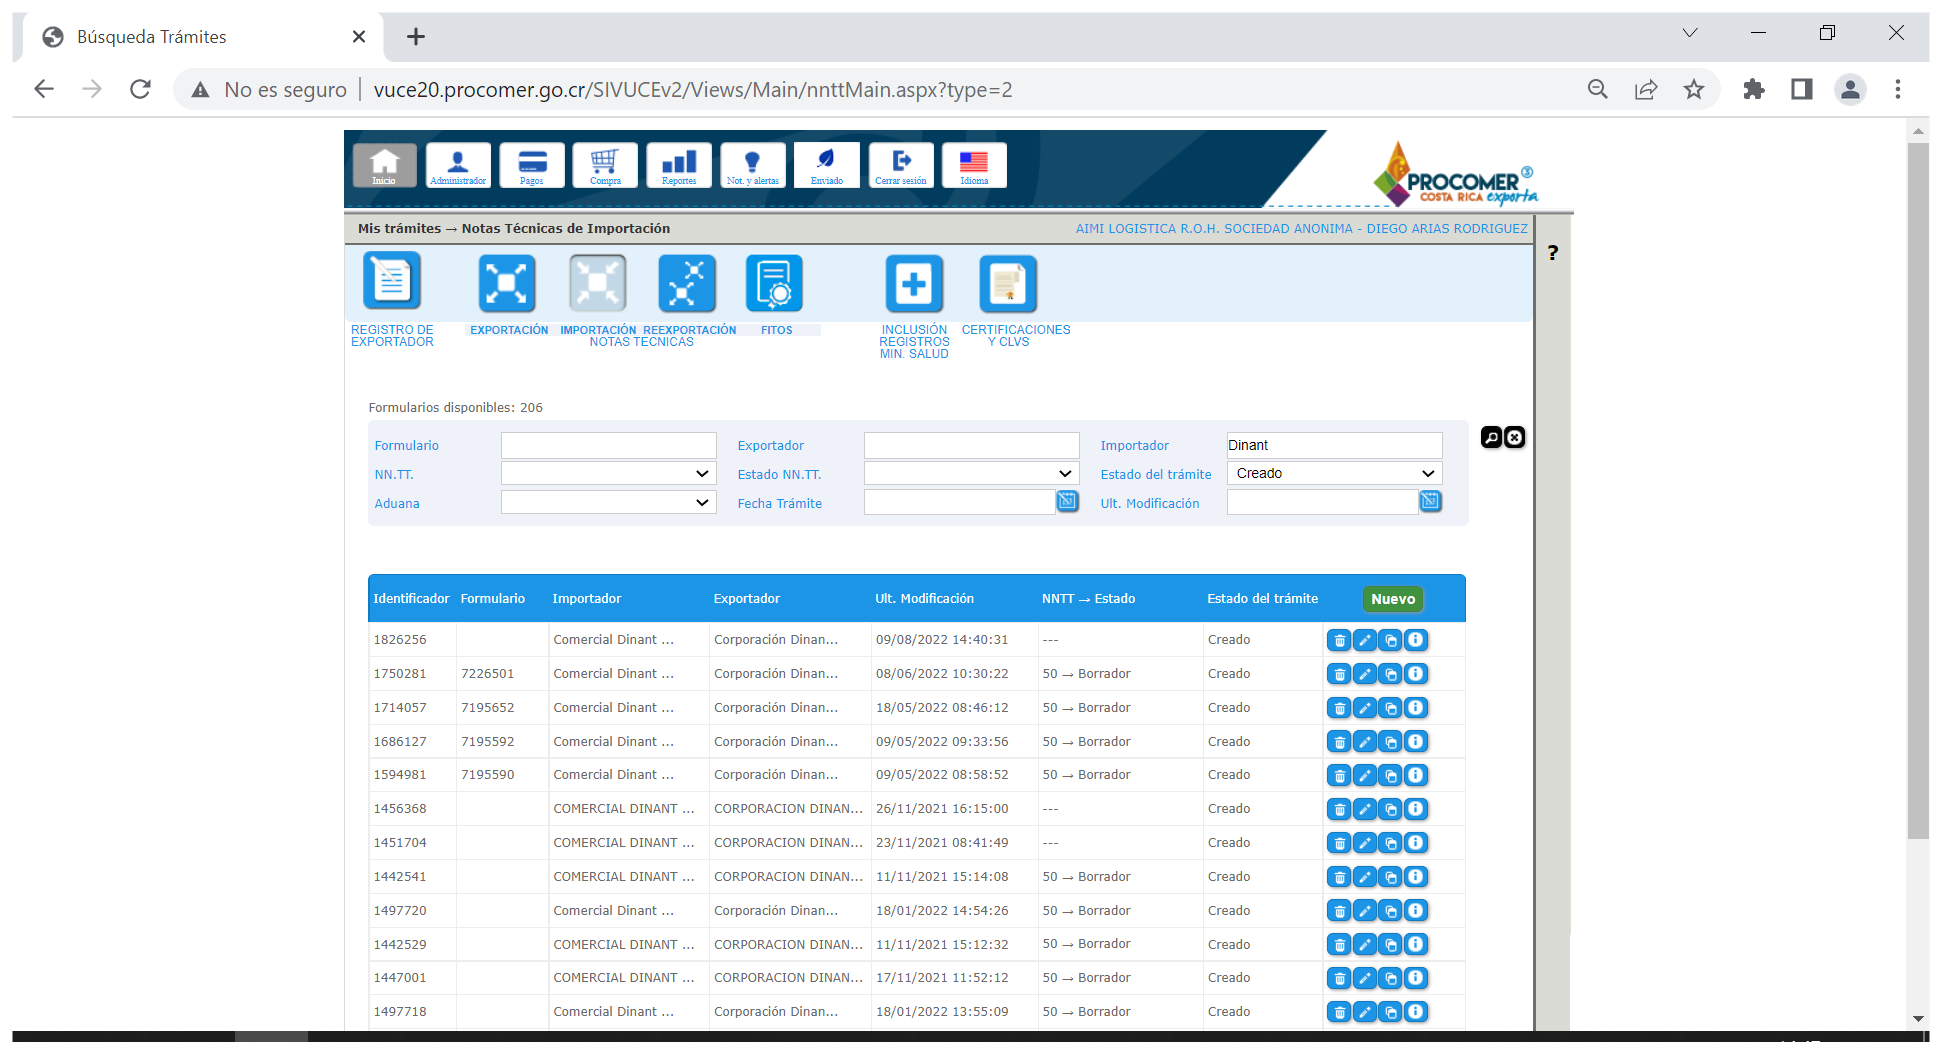 Búsqueda Trámites
No es seguro vuce20.procomer.go.cr/SIVUCEv2/Views/Main/nnttMain.aspx?type=2
Inicio Administrador Pagos Compra Reportes Not. y alertas Enviado Cerrar sesión Idioma
PROCOMER
COSTA RICA exporta
Mis trámites → Notas Técnicas de Importación AIMI LOGISTICA R.O.H. SOCIEDAD ANONIMA - DIEGO ARIAS RODRIGUEZ
?
REGISTRO DE EXPORTACIÓN IMPORTACIÓN REEXPORTACIÓN FITOS INCLUSIÓN CERTIFICACIONES
EXPORTADOR NOTAS TECNICAS REGISTROS Y CLVS
MIN. SALUD
Formularios disponibles: 206
Formulario Exportador Importador Dinant
NN.TT. Estado NN.TT. Estado del trámite Creado
Aduana Fecha Trámite Ult. Modificación
Identificador Formulario Importador Exportador Ult. Modificación NNTT → Estado Estado del trámite Nuevo
1826256 Comercial Dinant ... Corporación Dinan... 09/08/2022 14:40:31 --- Creado
1750281 7226501 Comercial Dinant ... Corporación Dinan... 08/06/2022 10:30:22 50 → Borrador Creado
1714057 7195652 Comercial Dinant ... Corporación Dinan... 18/05/2022 08:46:12 50 → Borrador Creado
1686127 7195592 Comercial Dinant ... Corporación Dinan... 09/05/2022 09:33:56 50 → Borrador Creado
1594981 7195590 Comercial Dinant ... Corporación Dinan... 09/05/2022 08:58:52 50 → Borrador Creado
1456368 COMERCIAL DINANT ... CORPORACION DINAN... 26/11/2021 16:15:00 --- Creado
1451704 COMERCIAL DINANT ... CORPORACION DINAN... 23/11/2021 08:41:49 --- Creado
1442541 COMERCIAL DINANT ... CORPORACION DINAN... 11/11/2021 15:14:08 50 → Borrador Creado
1497720 Comercial Dinant ... Corporación Dinan... 18/01/2022 14:54:26 50 → Borrador Creado
1442529 COMERCIAL DINANT ... CORPORACION DINAN... 11/11/2021 15:12:32 50 → Borrador Creado
1447001 COMERCIAL DINANT ... CORPORACION DINAN... 17/11/2021 11:52:12 50 → Borrador Creado
1497718 Comercial Dinant ... Corporación Dinan... 18/01/2022 13:55:09 50 → Borrador Creado